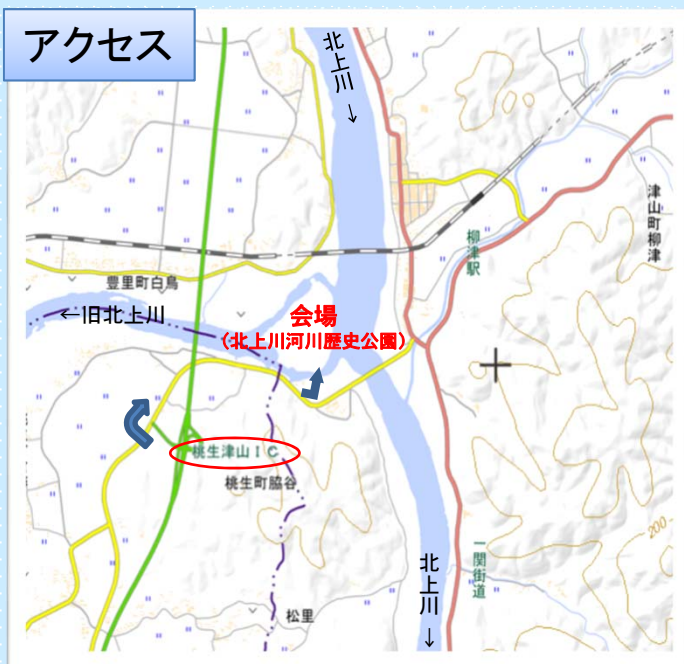 アクセス
北上川
↓
津山町柳津
柳津駅
豊里町白鳥
←旧北上川
会場
(北上川河川歴史公園)
桃生津山IC
桃生町脇谷
200
一関街道
北上川
↓
松里